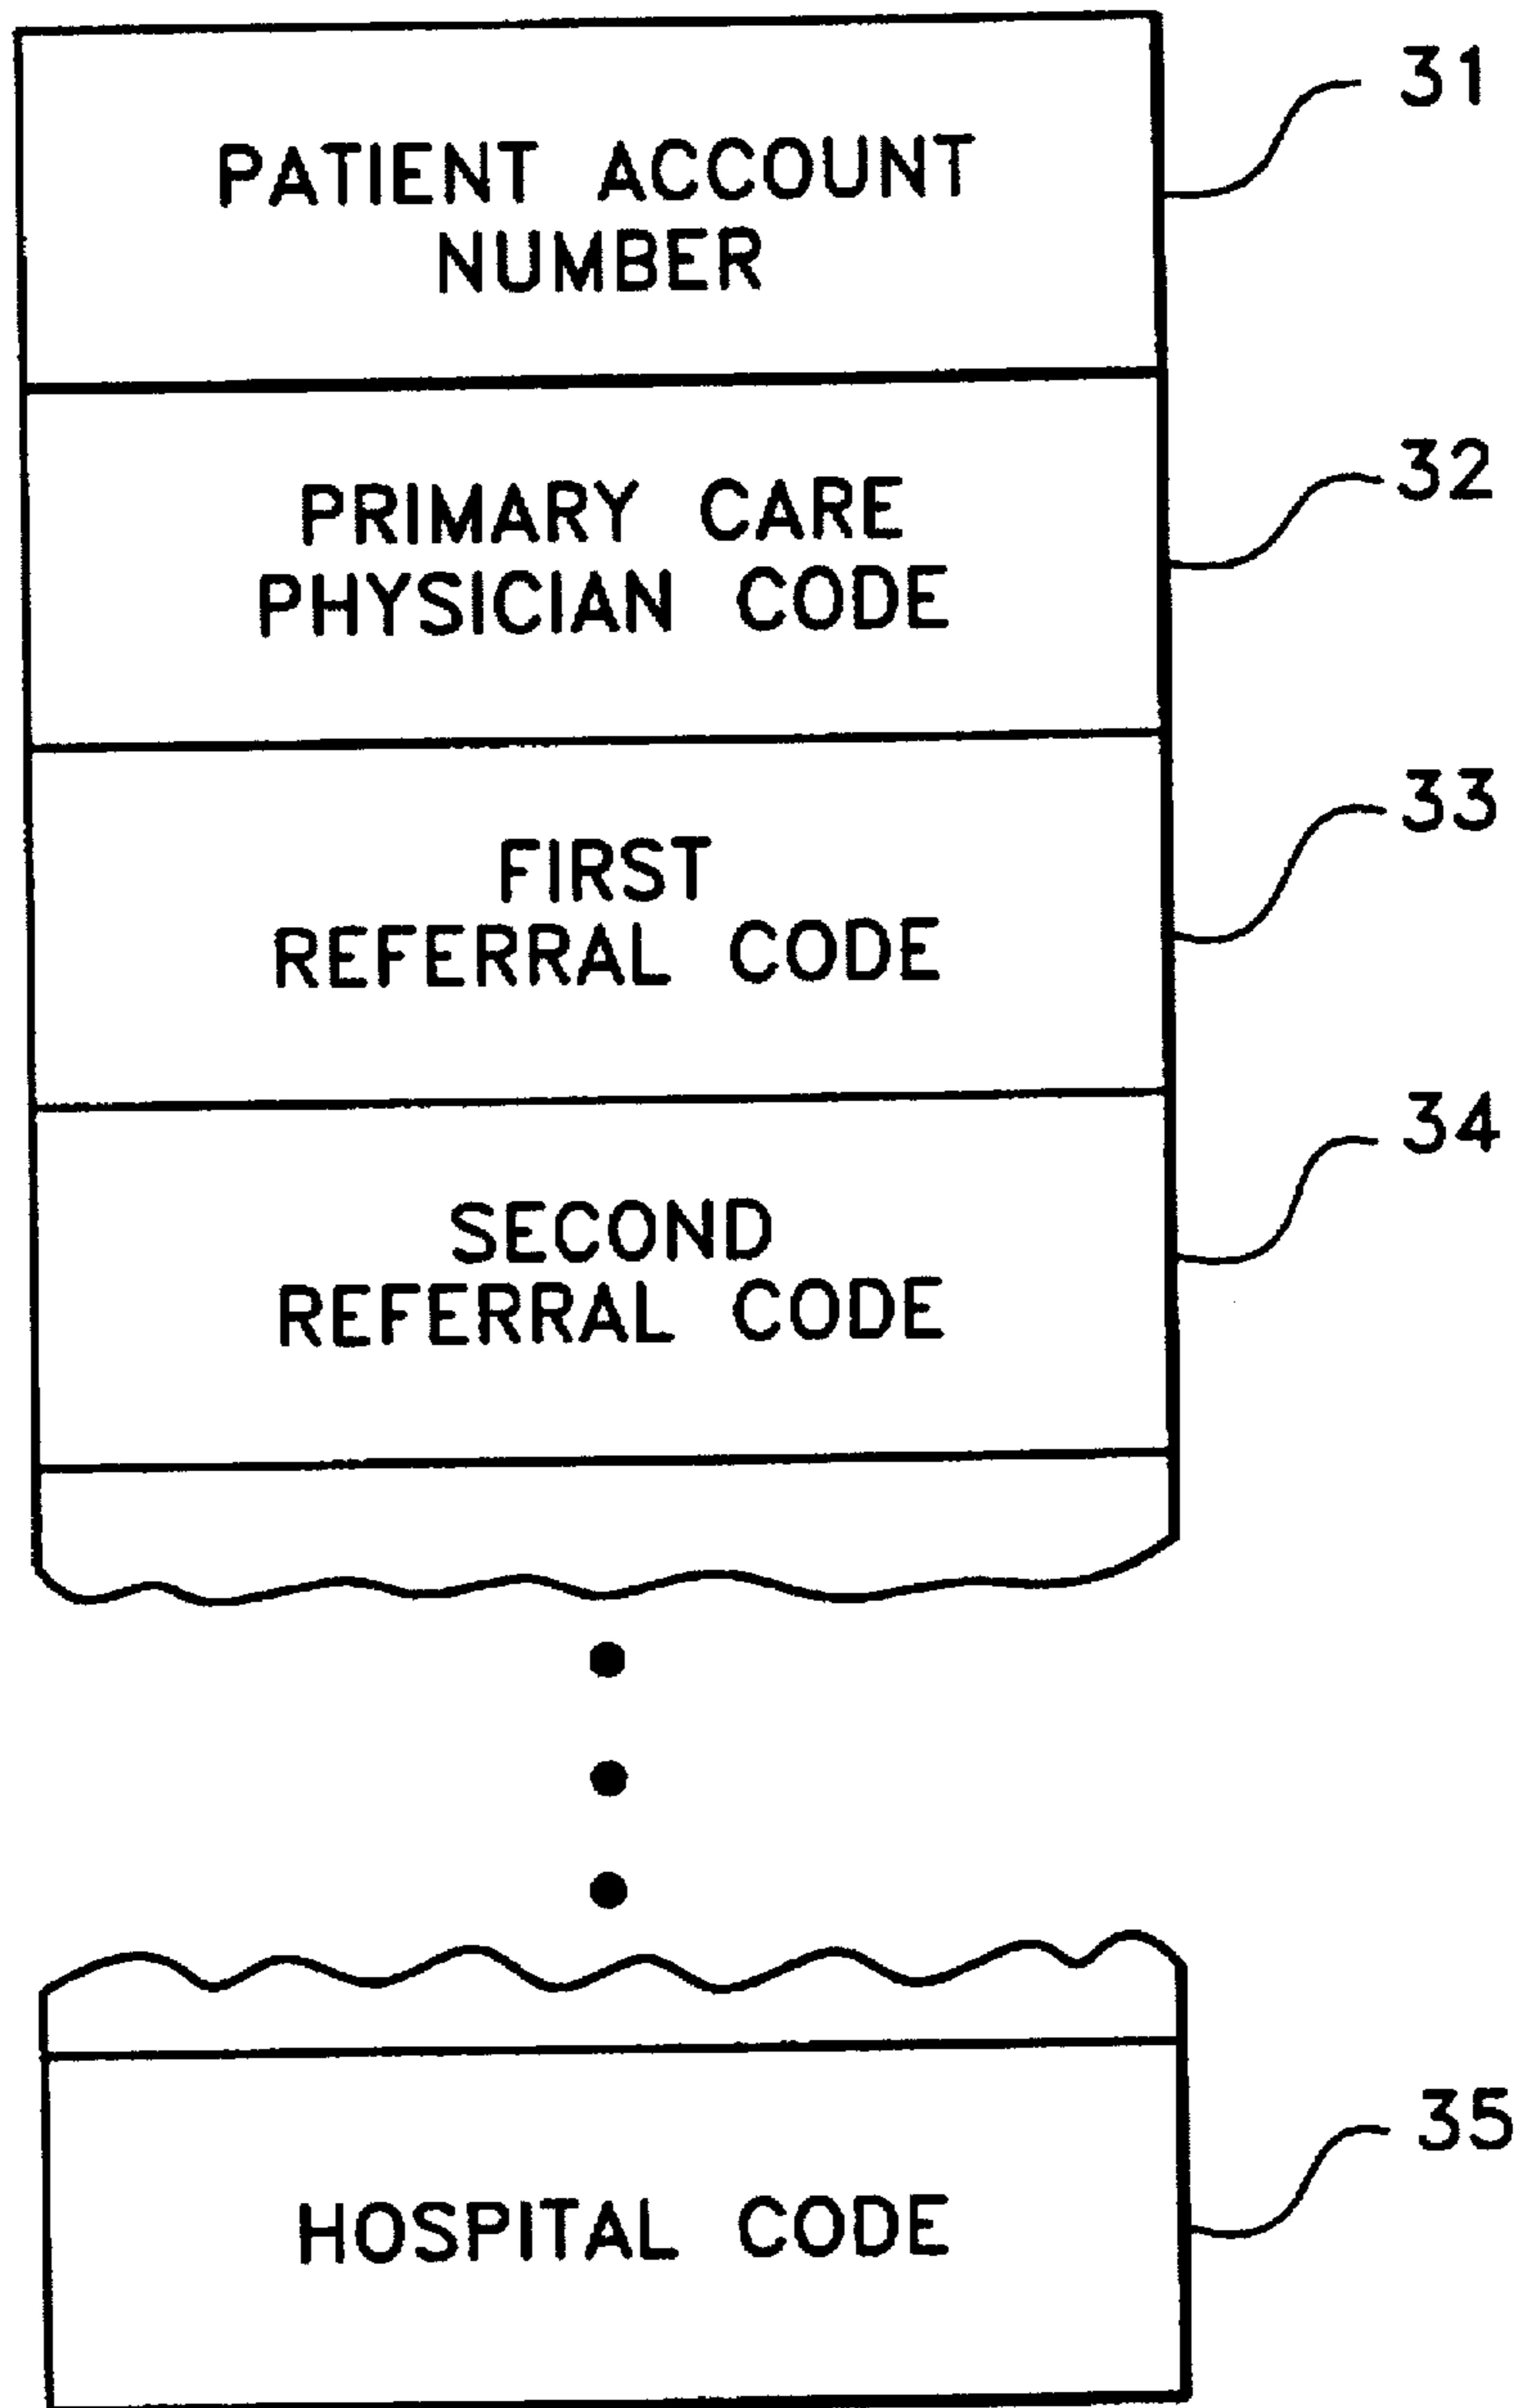 31
PATIENT ACCOUNT
NUMBER
32
PRIMARY CARE
PHYSICIAN CODE
33
FIRST
REFERRAL CODE
34
SECOND
REFERRAL CODE
35
HOSPITAL CODE